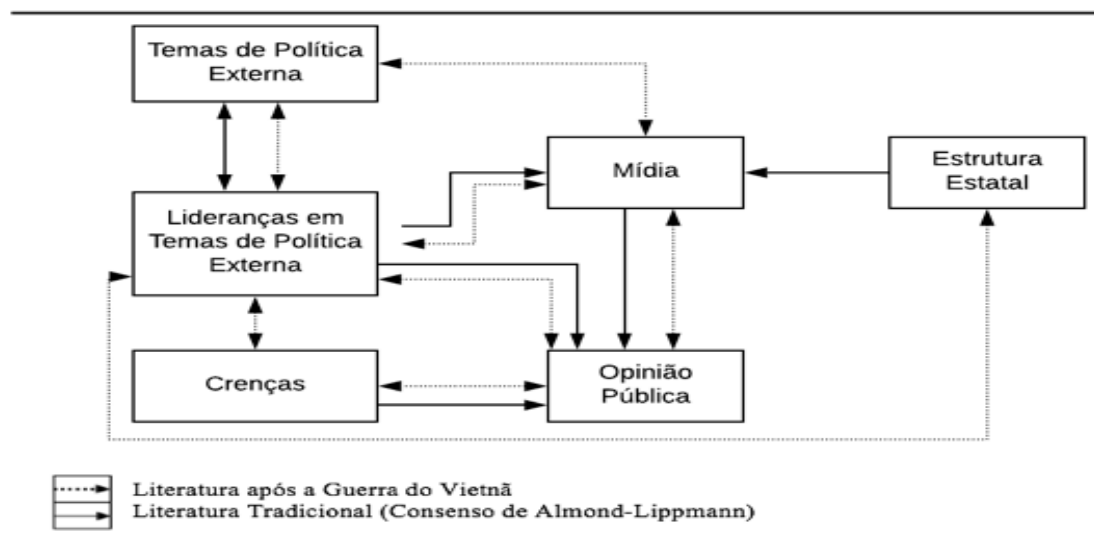 Temas de Política
Externa
Mídia
Estrutura
Estatal
Lideranças em
Temas de Política
Externa
Crenças
Opinião
Pública
Literatura após a Guerra do Vietnã
Literatura Tradicional (Consenso de Almond-Lippmann)